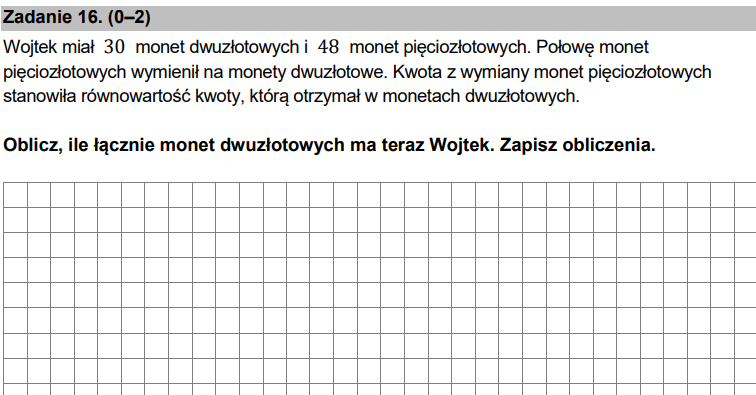 Zadanie 16. (0–2)
Wojtek miał 30 monet dwuzłotowych i 48 monet pięciozłotowych. Połowę monet
pięciozłotowych wymienił na monety dwuzłotowe. Kwota z wymiany monet pięciozłotowych
stanowiła równowartość kwoty, którą otrzymał w monetach dwuzłotowych.
Oblicz, ile łącznie monet dwuzłotowych ma teraz Wojtek. Zapisz obliczenia.